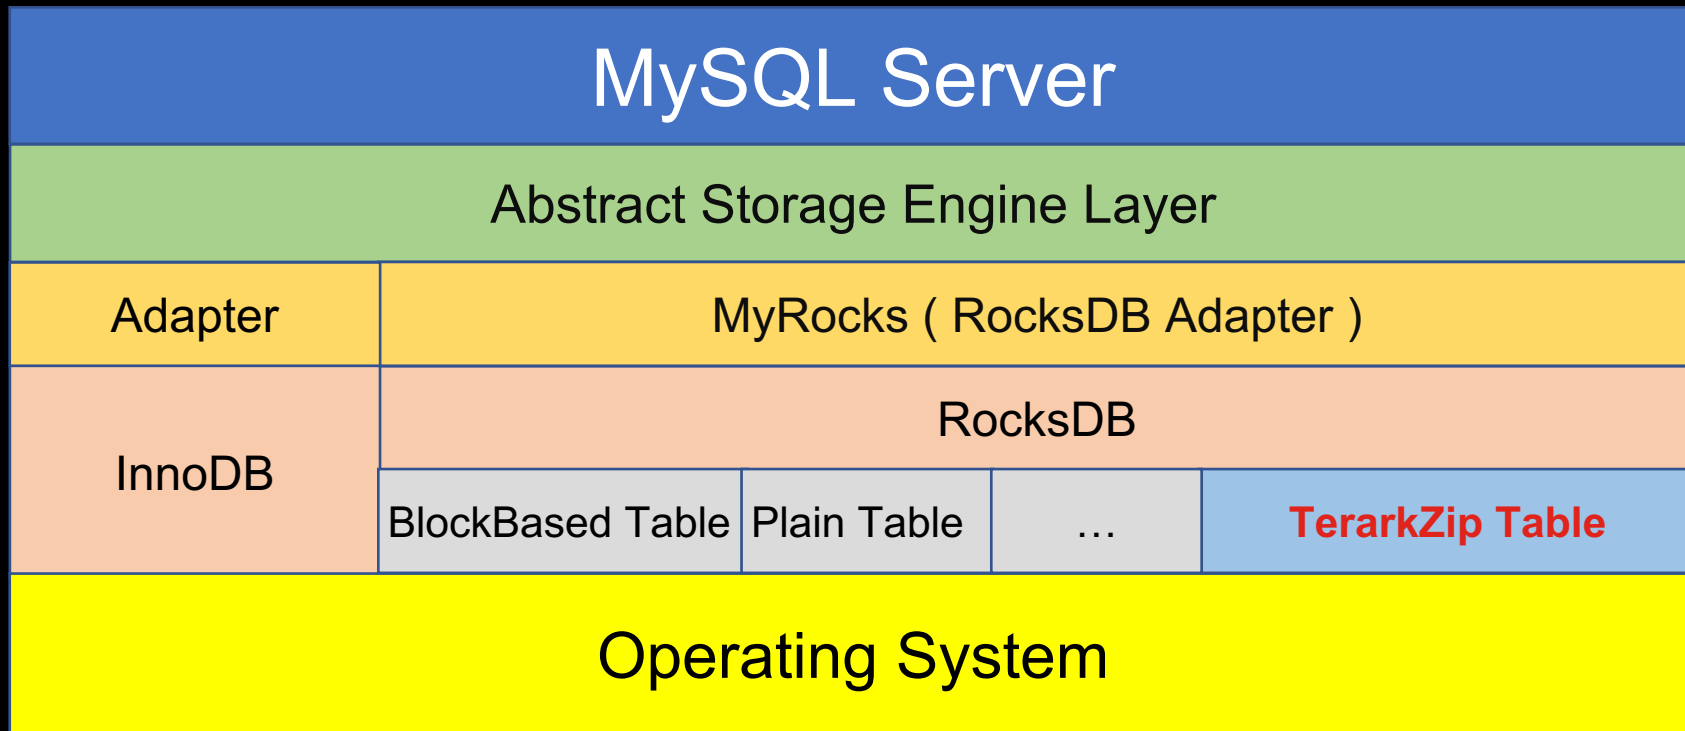 MySQL Server
Abstract Storage Engine Layer
Adapter
MyRocks ( RocksDB Adapter )
RocksDB
InnoDB
BlockBased Table
Plain Table
…
TerarkZip Table
Operating System